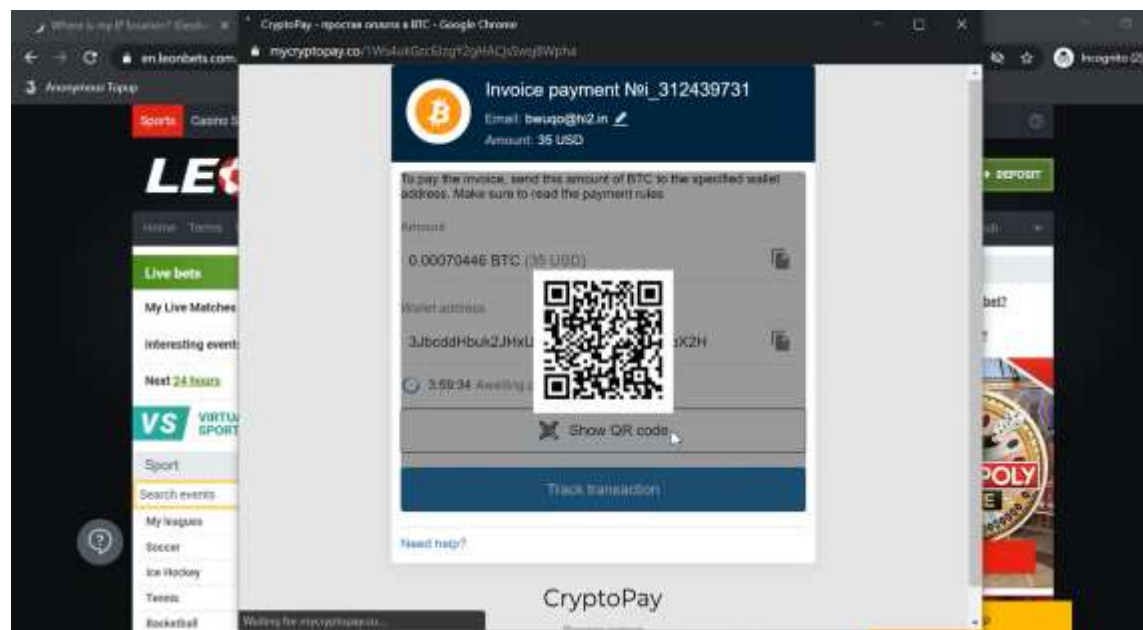 CryptoPay - простая оплата в BTC - Google Chrome
en.leonbets.com
mycryptopay.co
Incognito (2)
Anonymous Topup
Invoice payment №i_312439731
Email: bwuqo@hi2.in
Amount: 35 USD
Sports Casino
LE
DEPOSIT
To pay the invoice, send this amount of BTC to the specified wallet
address. Make sure to read the payment rules
Home Terms
Amount
0.00070446 BTC (35 USD)
Live bets
My Live Matches
bet?
Wallet address
Interesting events
Next 24 hours
3:59:34 Awaiting
VS VIRTU
SPORT
Show QR code
Sport
Search events
Track transaction
My leagues
Soccer
Need help?
Ice Hockey
Tennis
CryptoPay
Basketball
Waiting for mycryptopay.co...